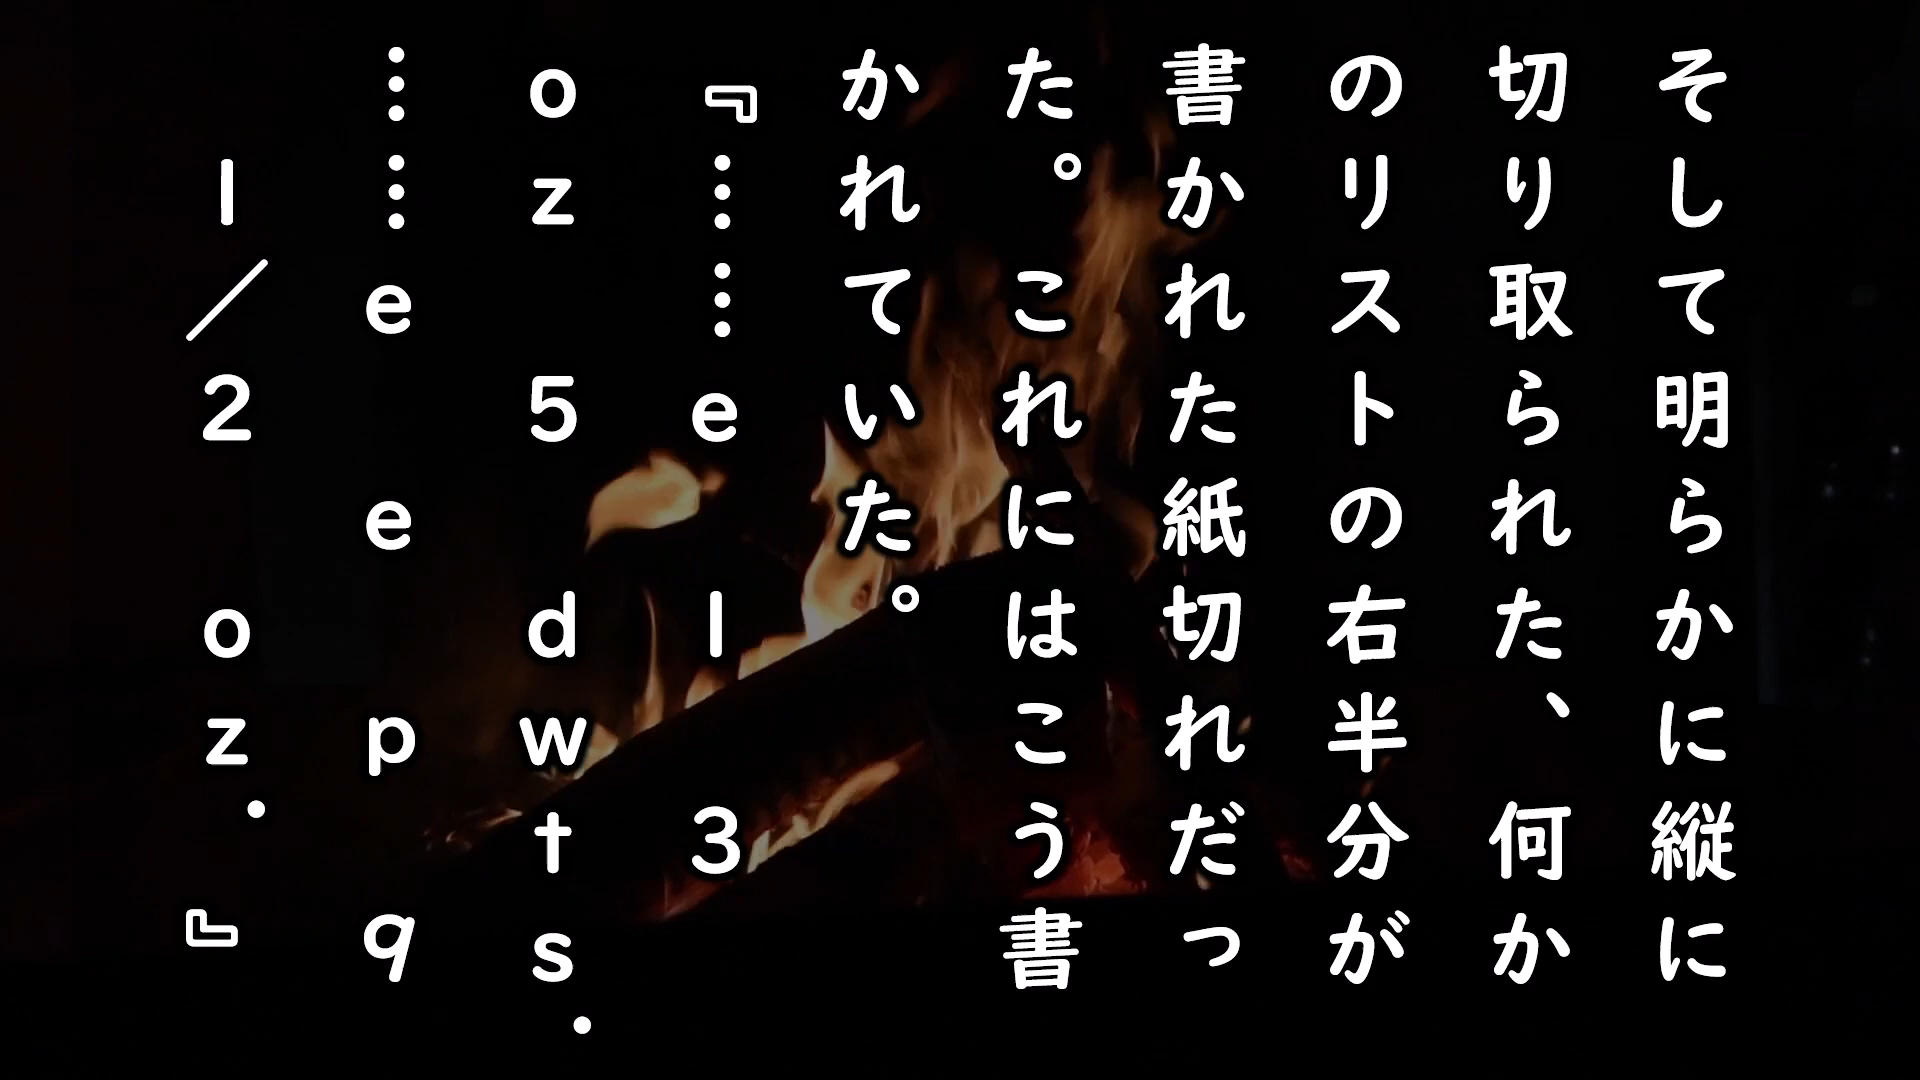 そして明らかに縦に
切り取られた、何か
のリストの右半分が
書かれた紙切れだっ
た。これにはこう書
かれていた。
『……e l 3
oz 5 dwts.
……e e pq
1/2 oz.』